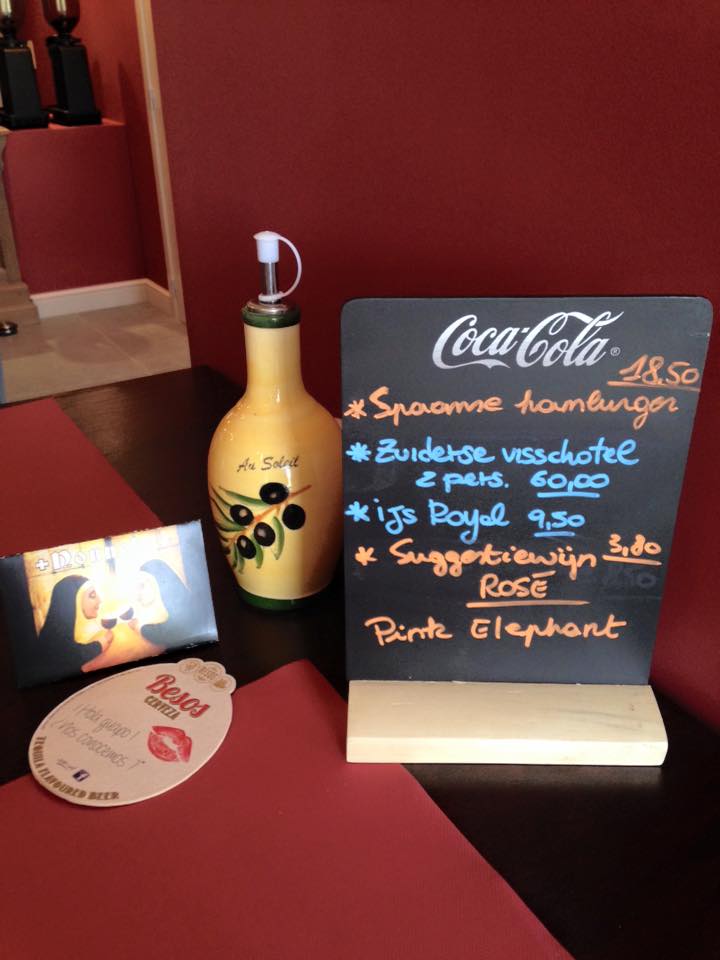 Coca-Cola
18,50
* Spaanse hamburger
* Zuiderse visschotel
2 pers. 60,00
* ijs Royal 9,50
* Suggestiewijn 3,80
ROSÉ
Pink Elephant
Au Soleil
Besos
CERVEZA
¡Hola guapo!
¿Nos conocemos?
TEQUILA FLAVOURED BEER